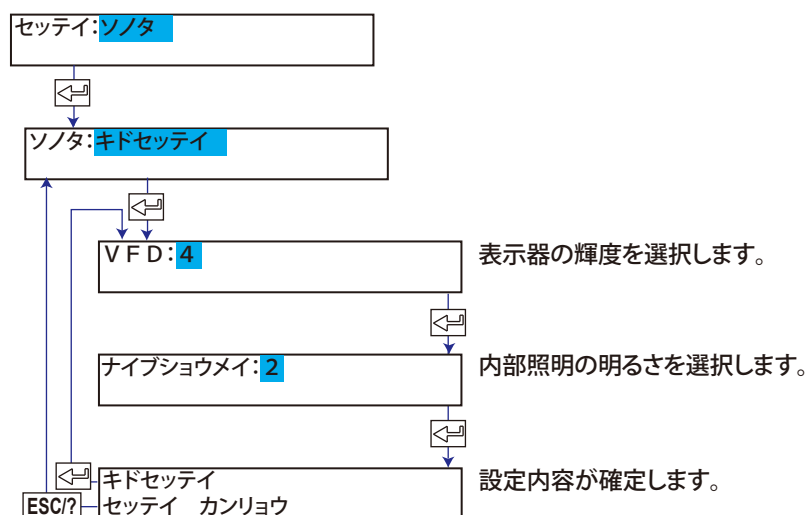 セッテイ：ソノタ
ソノタ：キドセッテイ
ＶＦＤ：4
表示器の輝度を選択します。
ナイブショウメイ：2
内部照明の明るさを選択します。
キドセッテイ
設定内容が確定します。
ESC/?
セッテイ　カンリョウ